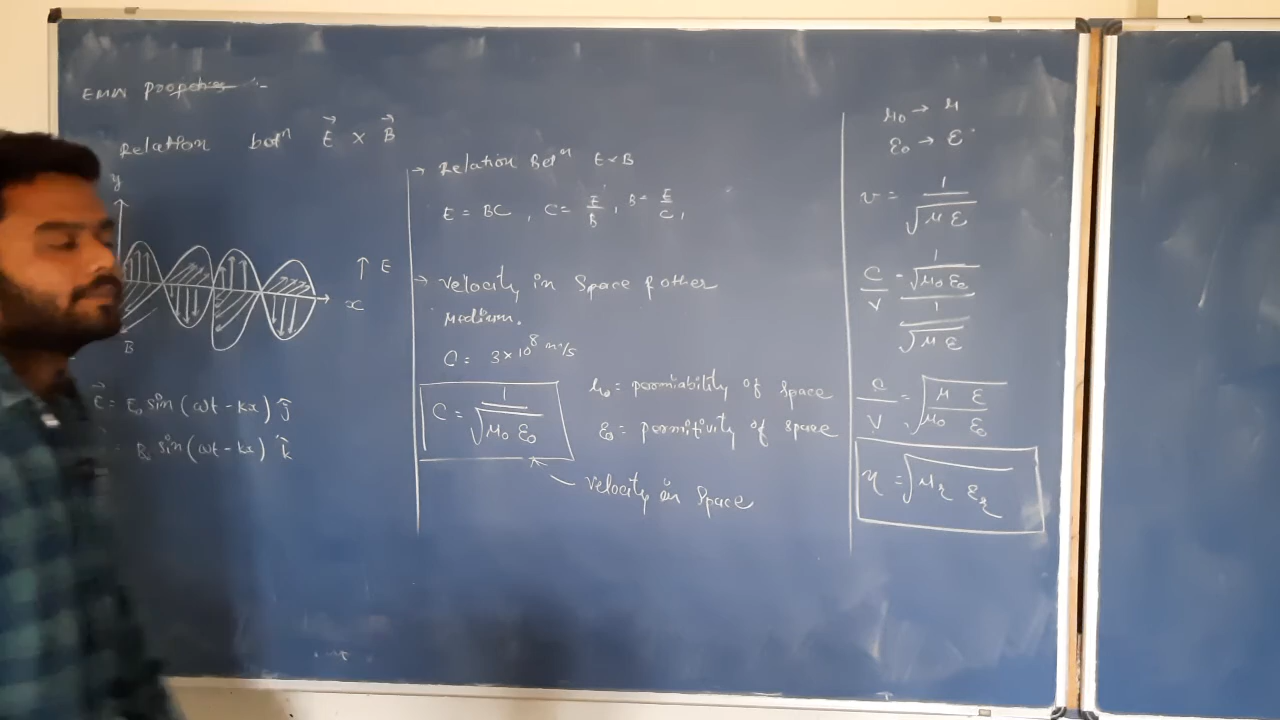 EMW Properties :-
Relation betⁿ E⃗ × B⃗
y
↑ E
x
B
E⃗ = E₀ sin(ωt - kx) ĵ
= B₀ sin(ωt - kx) k̂
→ Relation Betⁿ E × B
E = BC , C = E/B , B = E/C ,
→ Velocity in Space & other
Medium.
C = 3×10⁸ m/s
C = 1/√(μ₀ ε₀)
μ₀ = permiability of space
ε₀ = permitivity of space
Velocity in Space
μ₀ → μ
ε₀ → ε
v = 1/√(μ ε)
C/V = (1/√(μ₀ ε₀))/(1/√(μ ε))
C/V = √(μ ε/μ₀ ε₀)
η = √(μr εr)